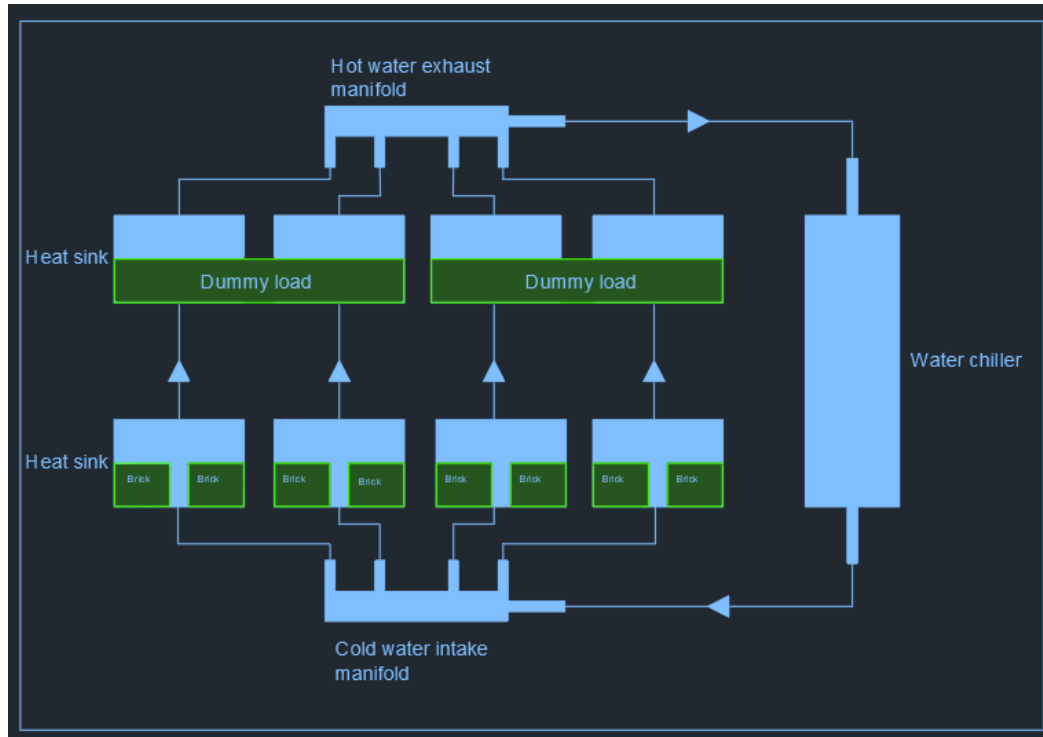 Hot water exhaust
manifold
Heat sink
Dummy load
Dummy load
Water chiller
Heat sink
Brick
Brick
Brick
Brick
Brick
Brick
Brick
Brick
Cold water intake
manifold